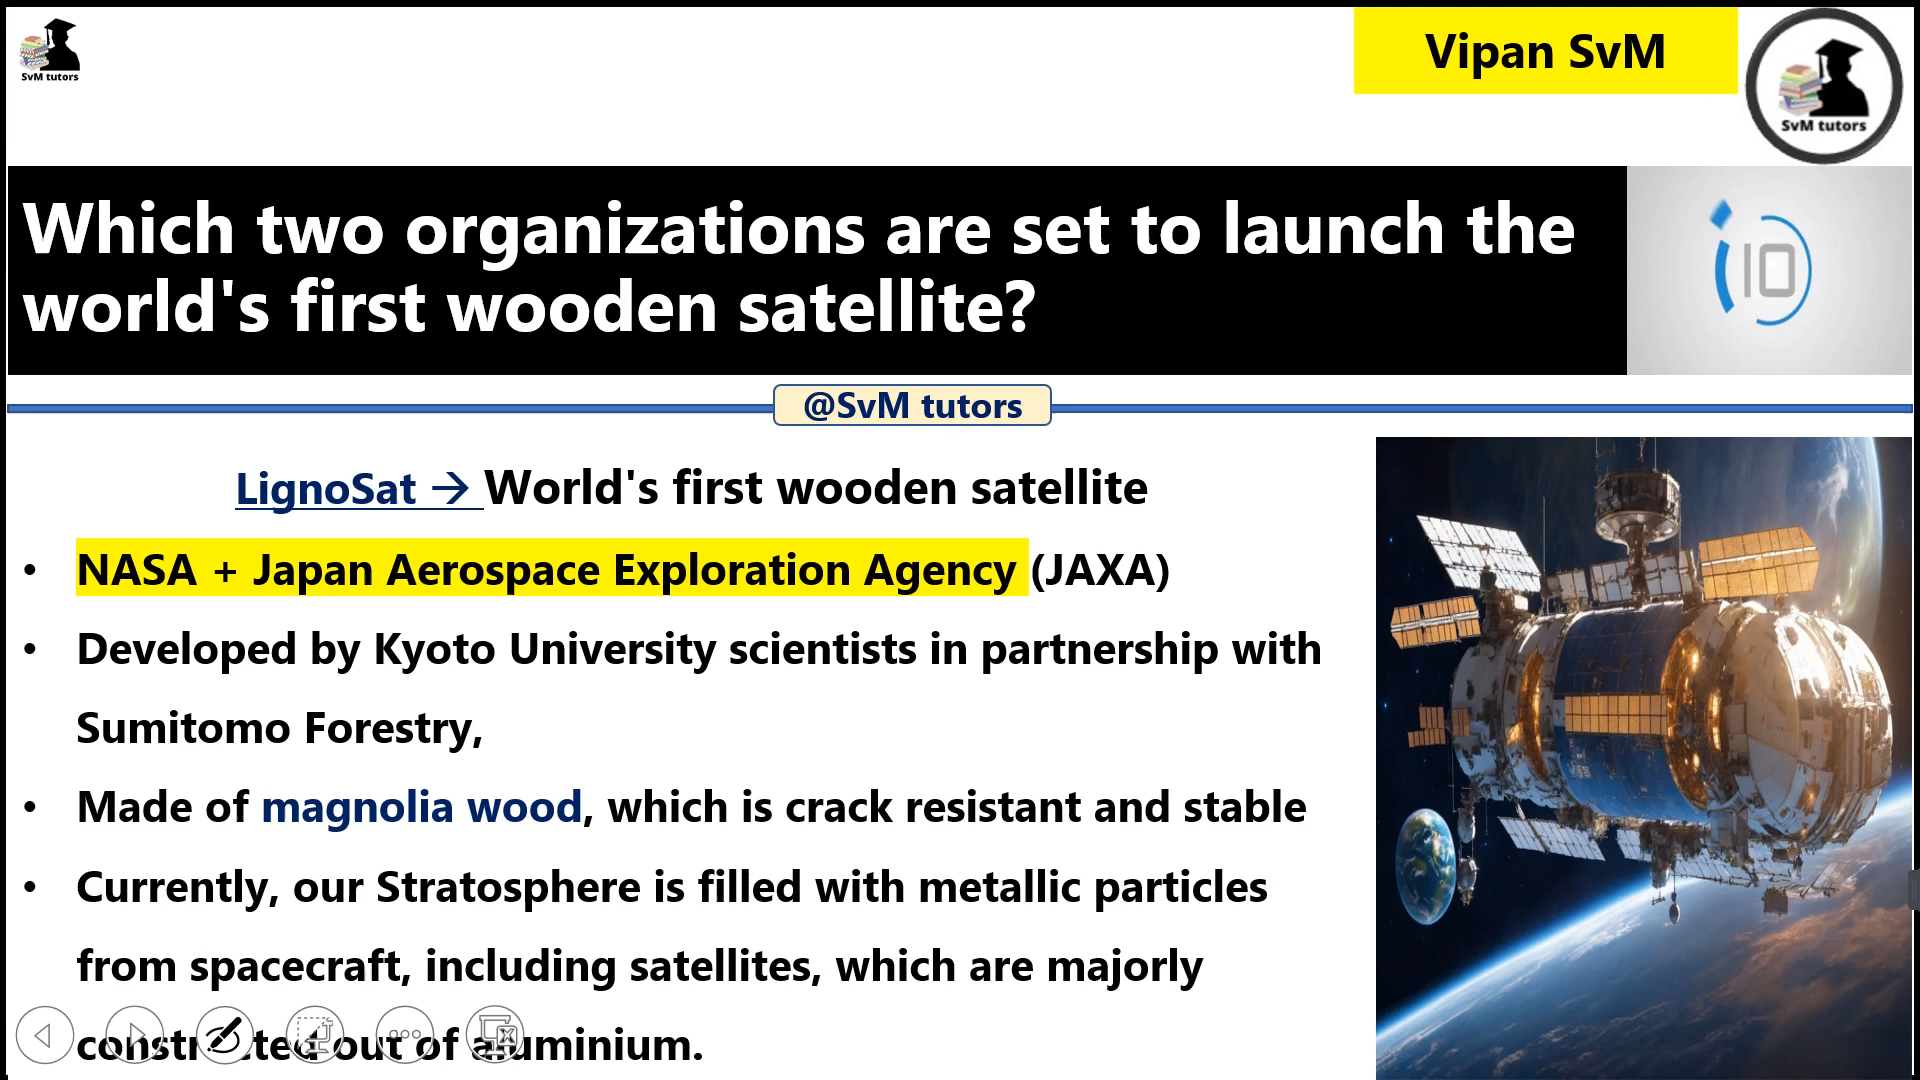 SvM tutors
Vipan SvM
SvM tutors
Which two organizations are set to launch the
world's first wooden satellite?
10
@SvM tutors
LignoSat → World's first wooden satellite
• NASA + Japan Aerospace Exploration Agency (JAXA)
• Developed by Kyoto University scientists in partnership with
Sumitomo Forestry,
• Made of magnolia wood, which is crack resistant and stable
• Currently, our Stratosphere is filled with metallic particles
from spacecraft, including satellites, which are majorly
constructed out of aluminium.